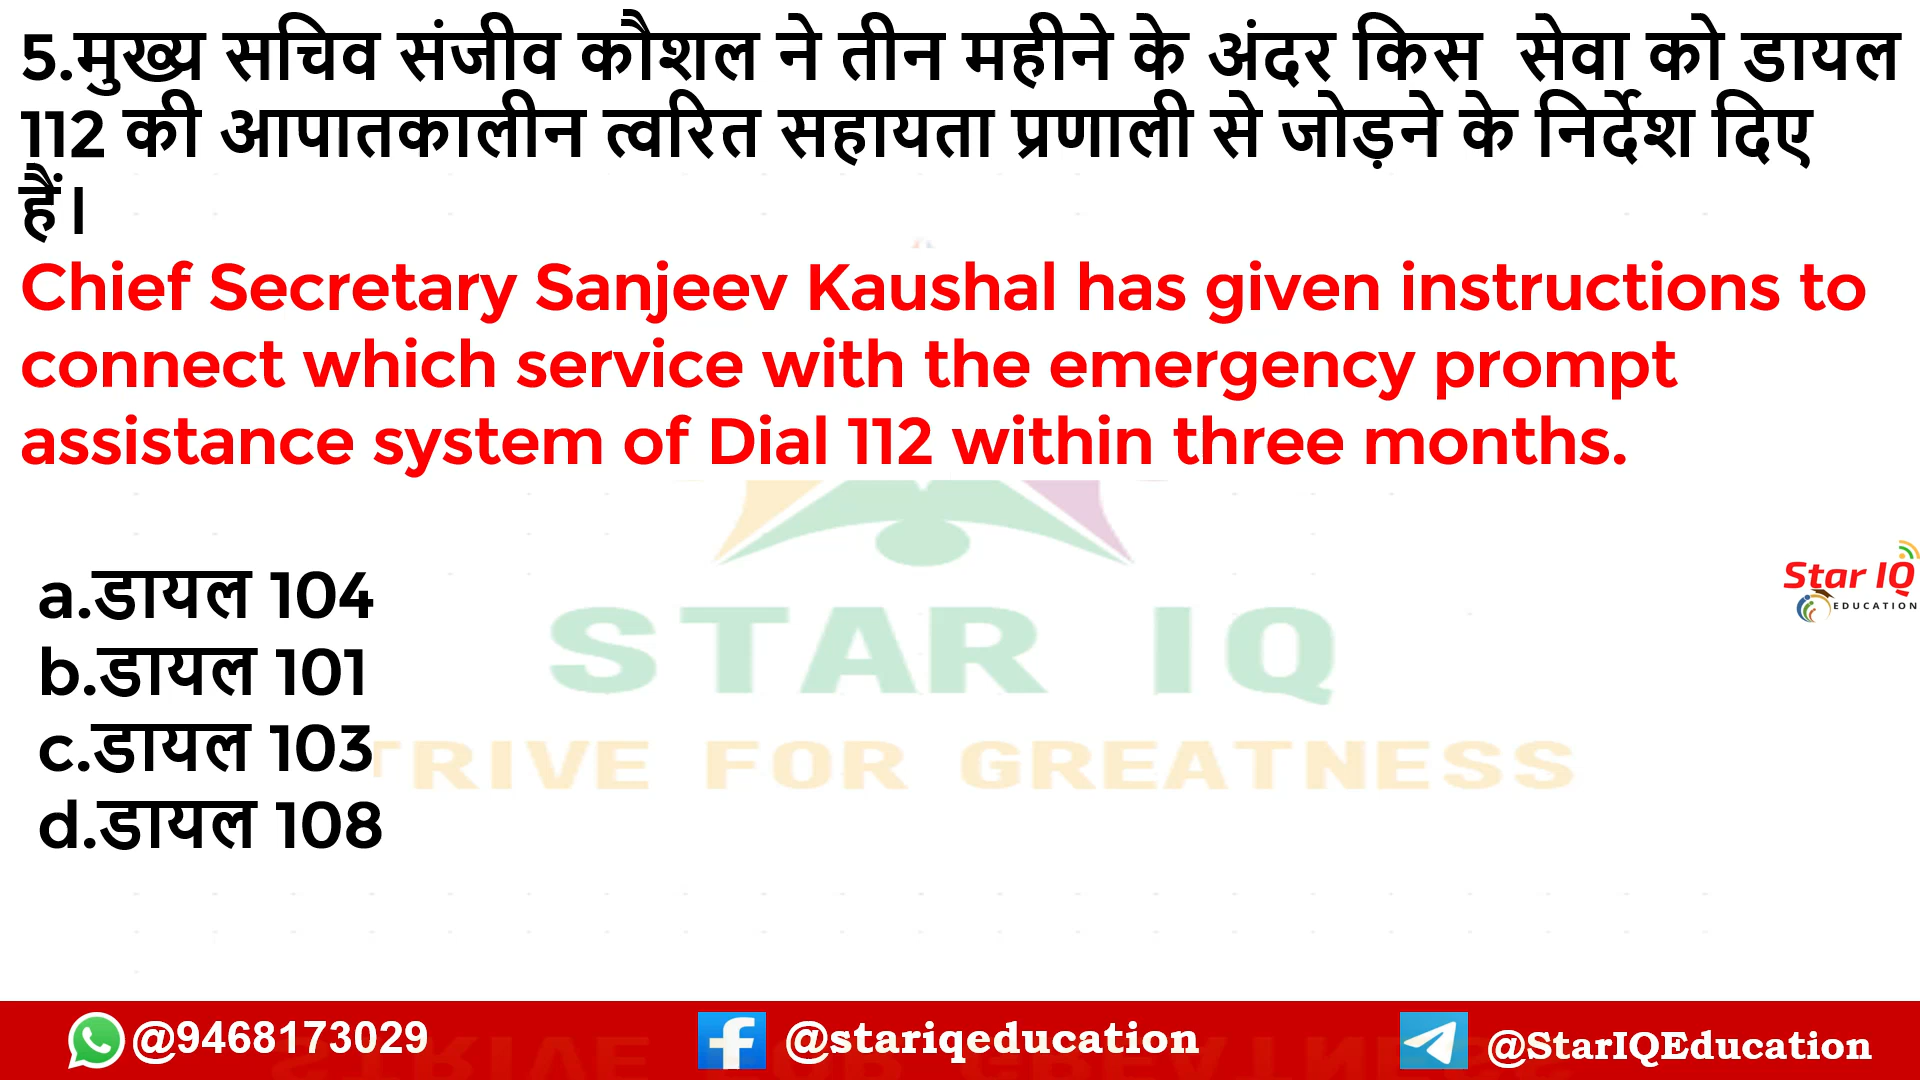 5.मुख्य सचिव संजीव कौशल ने तीन महीने के अंदर किस सेवा को डायल
112 की आपातकालीन त्वरित सहायता प्रणाली से जोड़ने के निर्देश दिए
हैं।
Chief Secretary Sanjeev Kaushal has given instructions to
connect which service with the emergency prompt
assistance system of Dial 112 within three months.
a.डायल 104
b.डायल 101
c.डायल 103
d.डायल 108
STAR IQ
TRIVE FOR GREATNESS
Star IQ
EDUCATION
@9468173029
@stariqeducation
@StarIQEducation